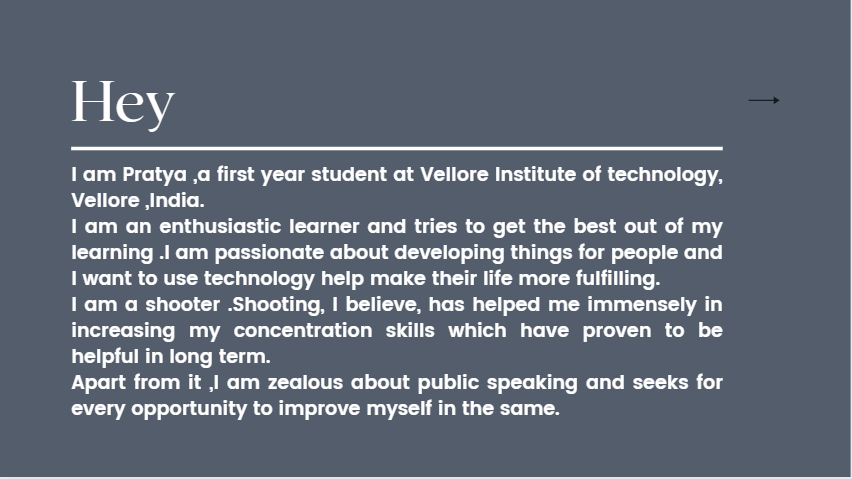 Hey
I am Pratya ,a first year student at Vellore Institute of technology,
Vellore ,India.
I am an enthusiastic learner and tries to get the best out of my
learning .I am passionate about developing things for people and
I want to use technology help make their life more fulfilling.
I am a shooter .Shooting, I believe, has helped me immensely in
increasing my concentration skills which have proven to be
helpful in long term.
Apart from it ,I am zealous about public speaking and seeks for
every opportunity to improve myself in the same.